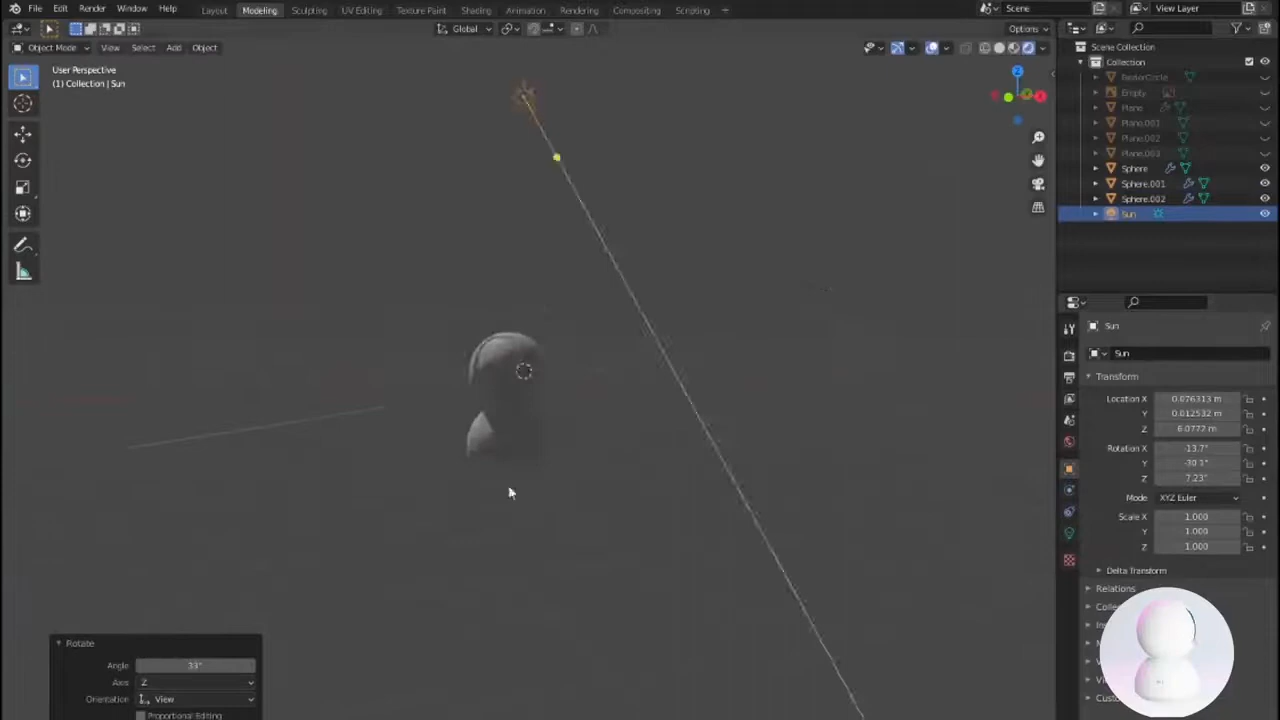 File Edit Render Window Help Layout Modeling Sculpting UV Editing Texture Paint Shading Animation Rendering Compositing Scripting + Scene View Layer
Global Options
Object Mode View Select Add Object
User Perspective
(1) Collection | Sun
Scene Collection
Collection
BezierCircle
Empty
Plane
Plane.001
Plane.002
Plane.003
Sphere
Sphere.001
Sphere.002
Sun
Sun
Sun
Transform
Location X 0.076313 m
Y 0.012532 m
Z 6.0772 m
Rotation X -13.7°
Y -30.1°
Z 7.23°
Mode XYZ Euler
Scale X 1.000
Y 1.000
Z 1.000
Delta Transform
Relations
Rotate
Angle 33°
Axis Z
Orientation View
Proportional Editing